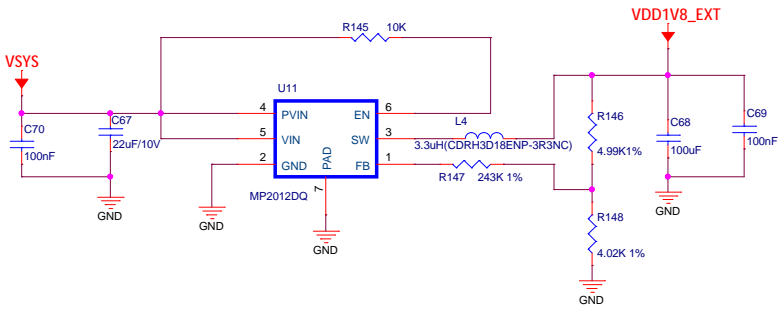 VDD1V8_EXT
R145
10K
VSYS
U11
C70
100nF
C67
22uF/10V
4
PVIN
EN
6
5
VIN
SW
3
2
GND
PAD
FB
1
7
MP2012DQ
L4
3.3uH(CDRH3D18ENP-3R3NC)
R147
243K 1%
R146
4.99K1%
C68
100uF
C69
100nF
R148
4.02K 1%
GND
GND
GND
GND
GND
GND